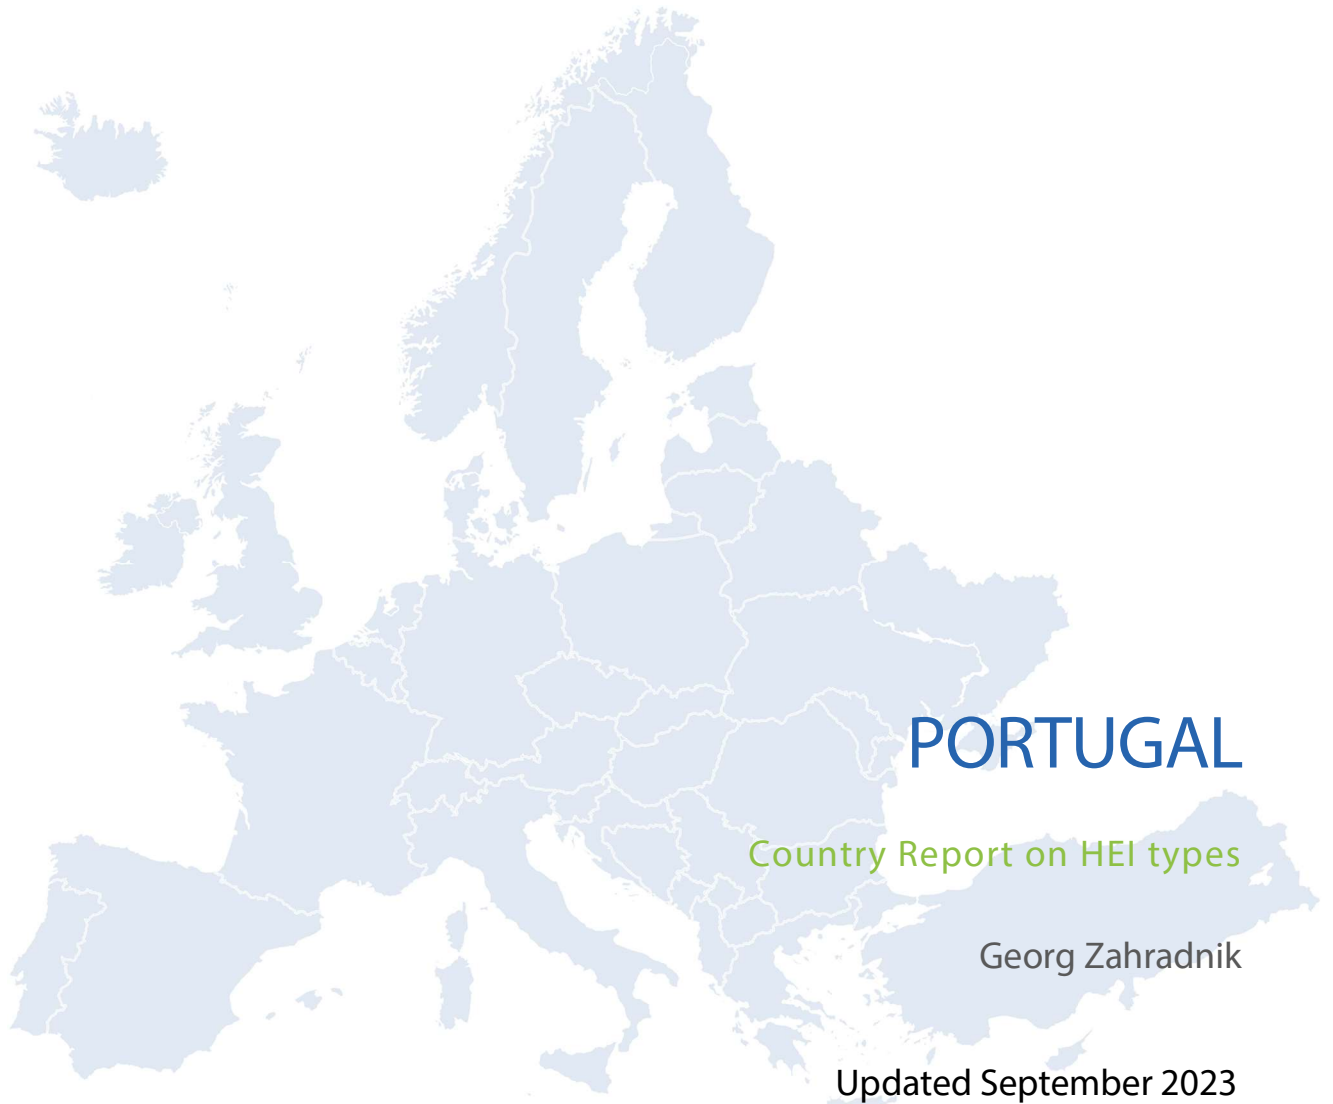 PORTUGAL
Country Report on HEI types
Georg Zahradnik
Updated September 2023